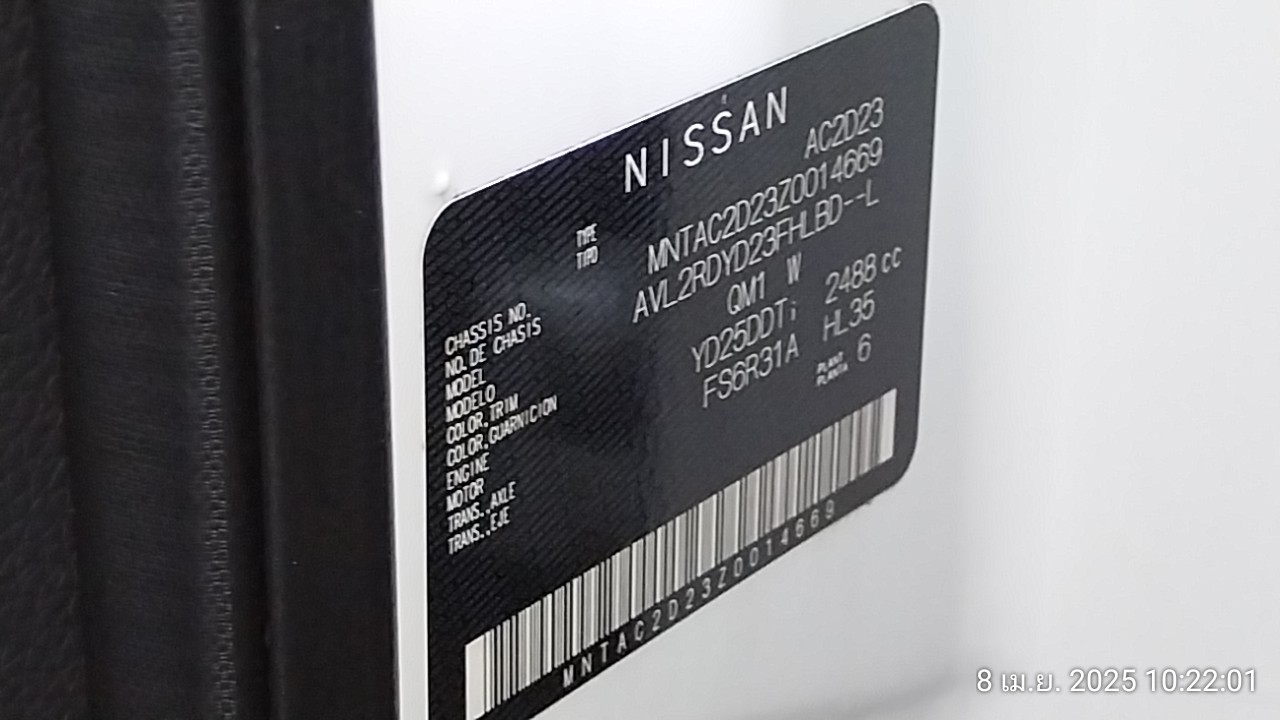 NISSAN
TYPE
TIPO AC2D23
CHASSIS NO.
NO. DE CHASIS MNTAC2D23Z0014669
MODEL
MODELO AVL2RDYD23FHLBD--L
COLOR,TRIM
COLOR,GUARNICION QM1 W
ENGINE
MOTOR YD25DDTi 2488 cc
TRANS.,AXLE
TRANS.,EJE FS6R31A HL35
PLANT
PLANTA 6
MNTAC2D23Z0014669
8 เม.ย. 2025 10:22:01